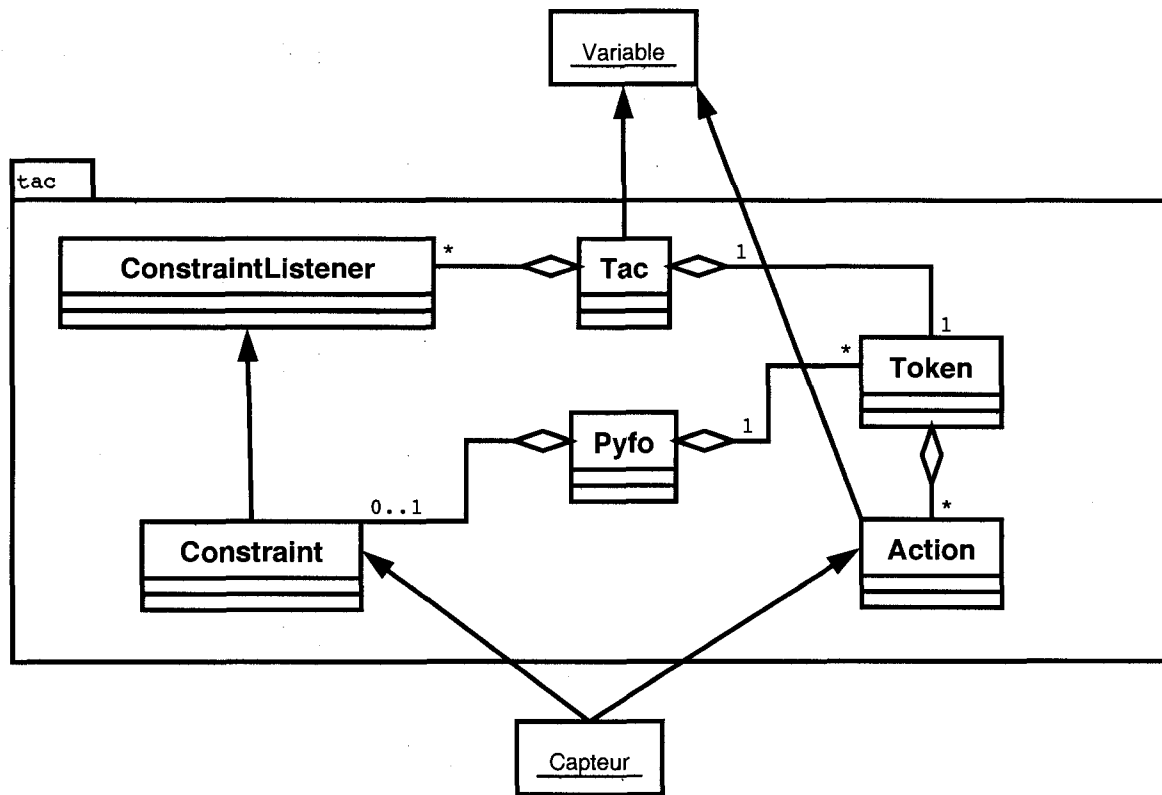 Variable
tac
ConstraintListener
*
Tac
1
1
*
Token
Pyfo
1
0..1
*
Constraint
Action
Capteur